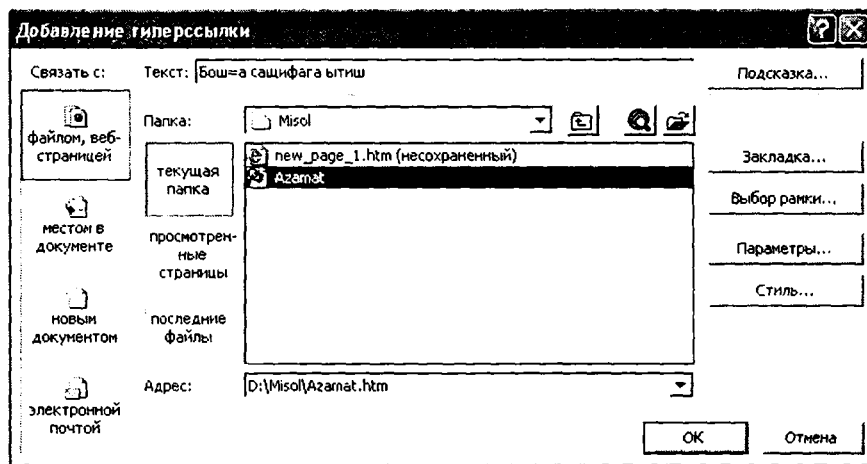 Добавление гиперссылки
Связать с:
Текст: Бош=а сащифага ытиш
Подсказка...
файлом, веб-
страницей
Папка: Misol
текущая
папка
new_page_1.htm (несохраненный)
Azamat
Закладка...
Выбор рамки...
местом в
документе
просмотрен-
ные
страницы
Параметры...
Стиль...
новым
документом
последние
файлы
электронной
почтой
Адрес: D:\Misol\Azamat.htm
ОК
Отмена